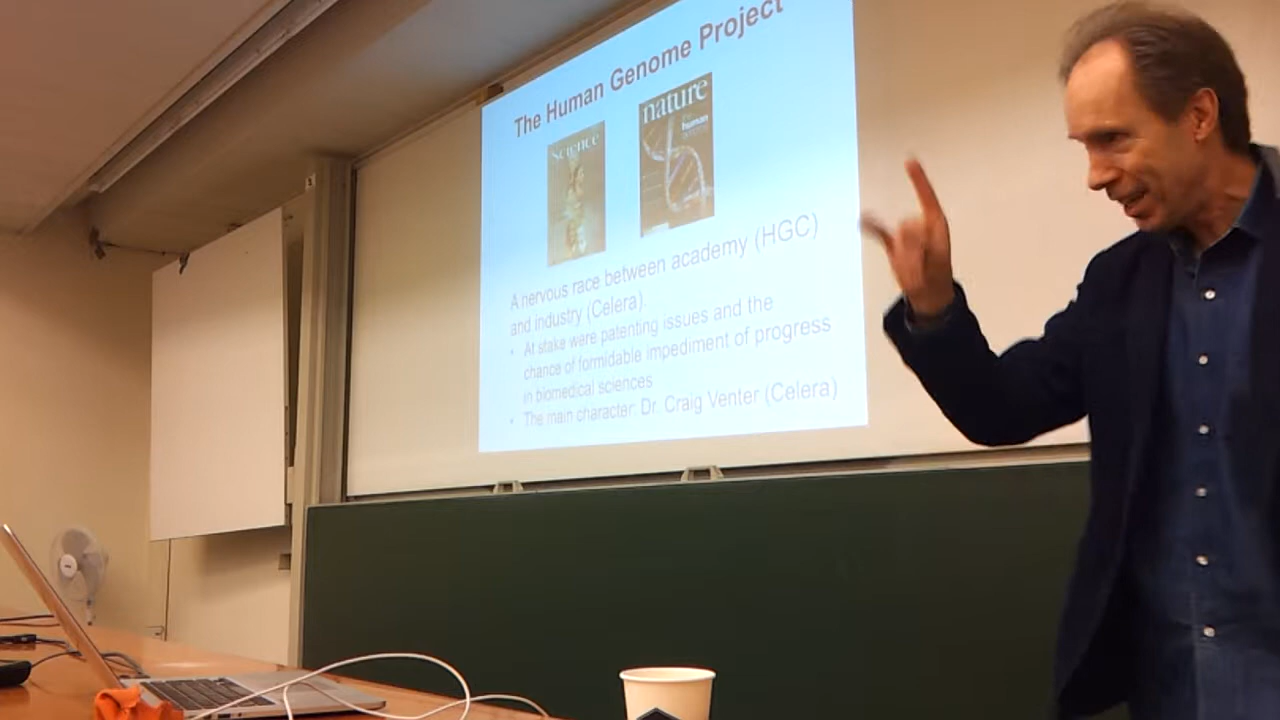 The Human Genome Project
Science
nature
human
A nervous race between academy (HGC)
and industry (Celera)
• At stake were patenting issues and the
chance of formidable impediment of progress
in biomedical sciences
• The main character: Dr. Craig Venter (Celera)